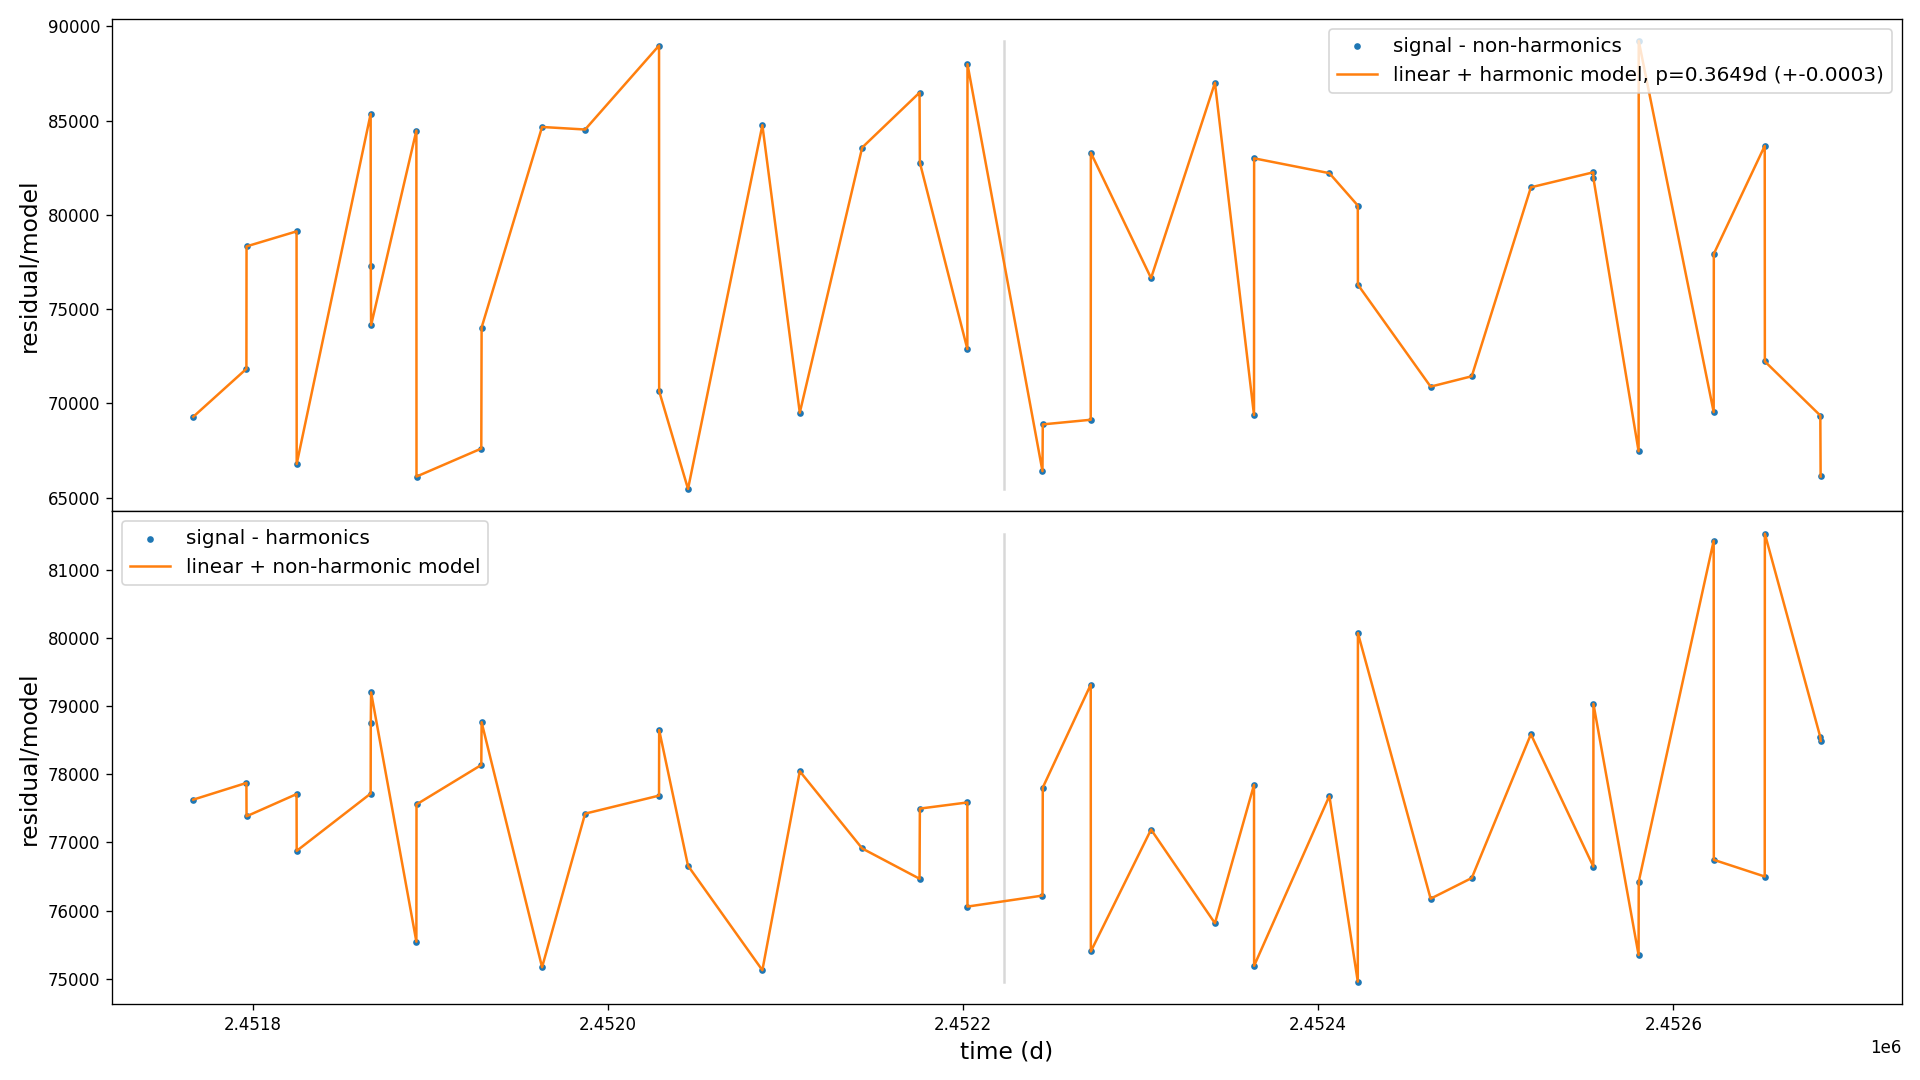 90000
85000
80000
75000
70000
65000
residual/model
signal - non-harmonics
linear + harmonic model, p=0.3649d (+-0.0003)
81000
80000
79000
78000
77000
76000
75000
residual/model
signal - harmonics
linear + non-harmonic model
2.4518
2.4520
2.4522
2.4524
2.4526
1e6
time (d)